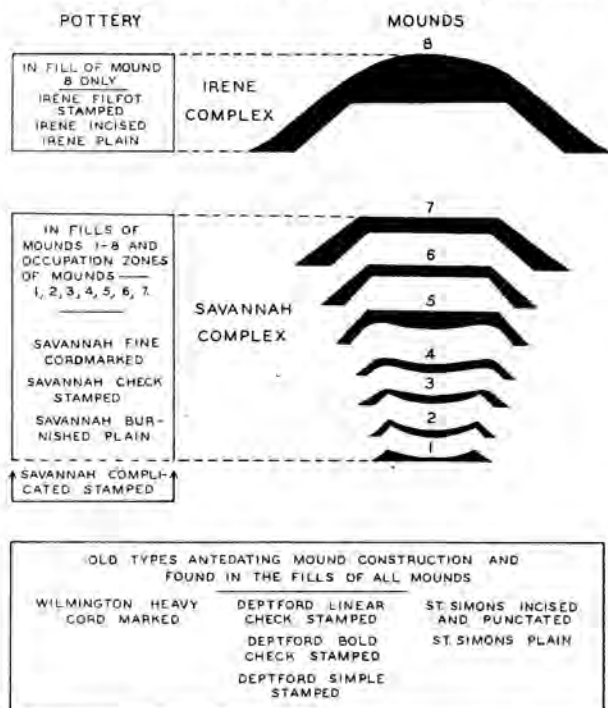 POTTERY
MOUNDS
IN FILL OF MOUND
8 ONLY
IRENE FILFOT
STAMPED
IRENE INCISED
IRENE PLAIN
IRENE
COMPLEX
8
IN FILLS OF
MOUNDS 1-8 AND
OCCUPATION ZONES
OF MOUNDS —
1, 2, 3, 4, 5, 6, 7.
SAVANNAH FINE
CORDMARKED
SAVANNAH CHECK
STAMPED
SAVANNAH BUR-
NISHED PLAIN
SAVANNAH COMPLI-
CATED STAMPED
SAVANNAH
COMPLEX
7
6
5
4
3
2
1
OLD TYPES ANTEDATING MOUND CONSTRUCTION AND
FOUND IN THE FILLS OF ALL MOUNDS
WILMINGTON HEAVY
CORD MARKED
DEPTFORD LINEAR
CHECK STAMPED
DEPTFORD BOLD
CHECK STAMPED
DEPTFORD SIMPLE
STAMPED
ST. SIMONS INCISED
AND PUNCTATED
ST. SIMONS PLAIN